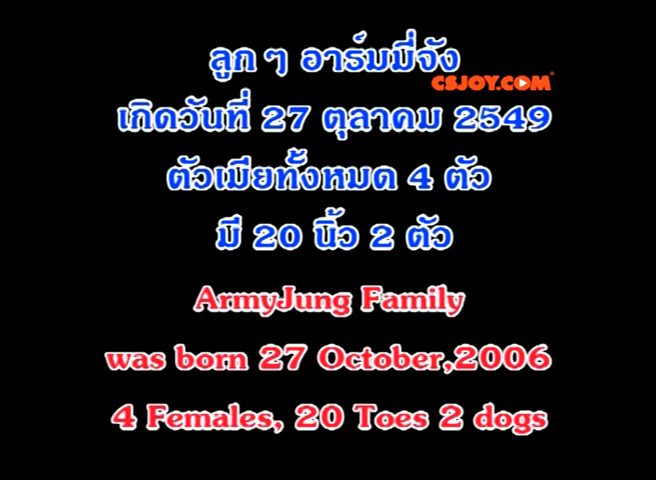 ลูก ๆ อาร์มมี่จัง
CSJOY.COM
เกิดวันที่ 27 ตุลาคม 2549
ตัวเมียทั้งหมด 4 ตัว
มี 20 นิ้ว 2 ตัว
ArmyJung Family
was born 27 October,2006
4 Females, 20 Toes 2 dogs